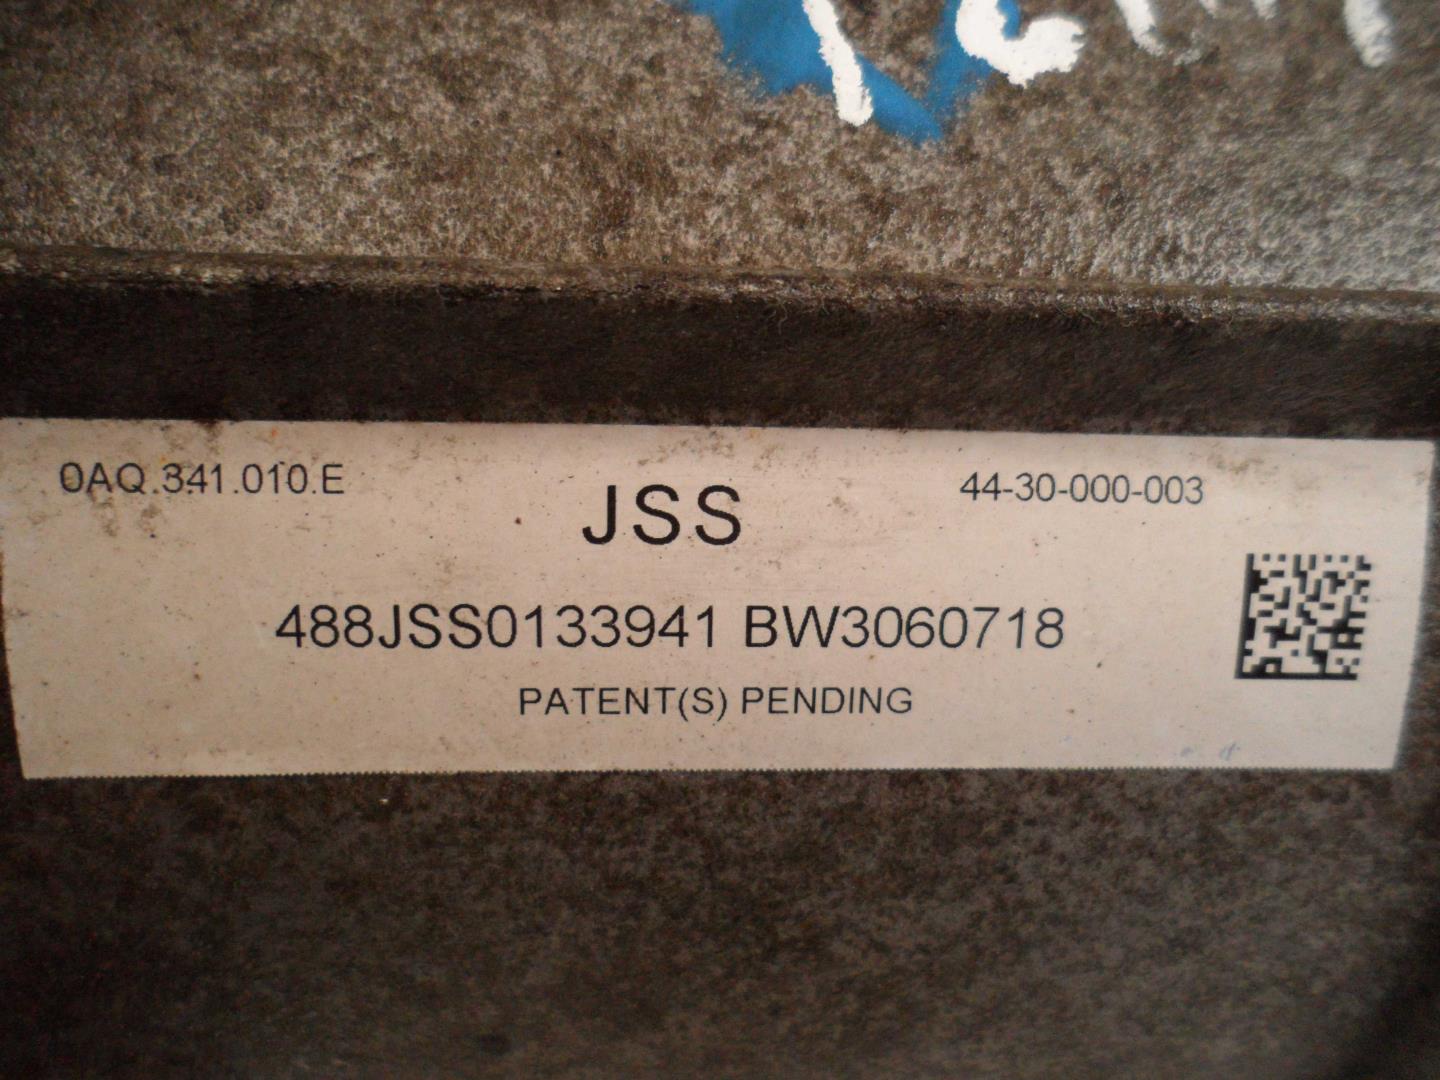 0AQ.341.010.E
JSS
44-30-000-003
488JSS0133941 BW3060718
PATENT(S) PENDING